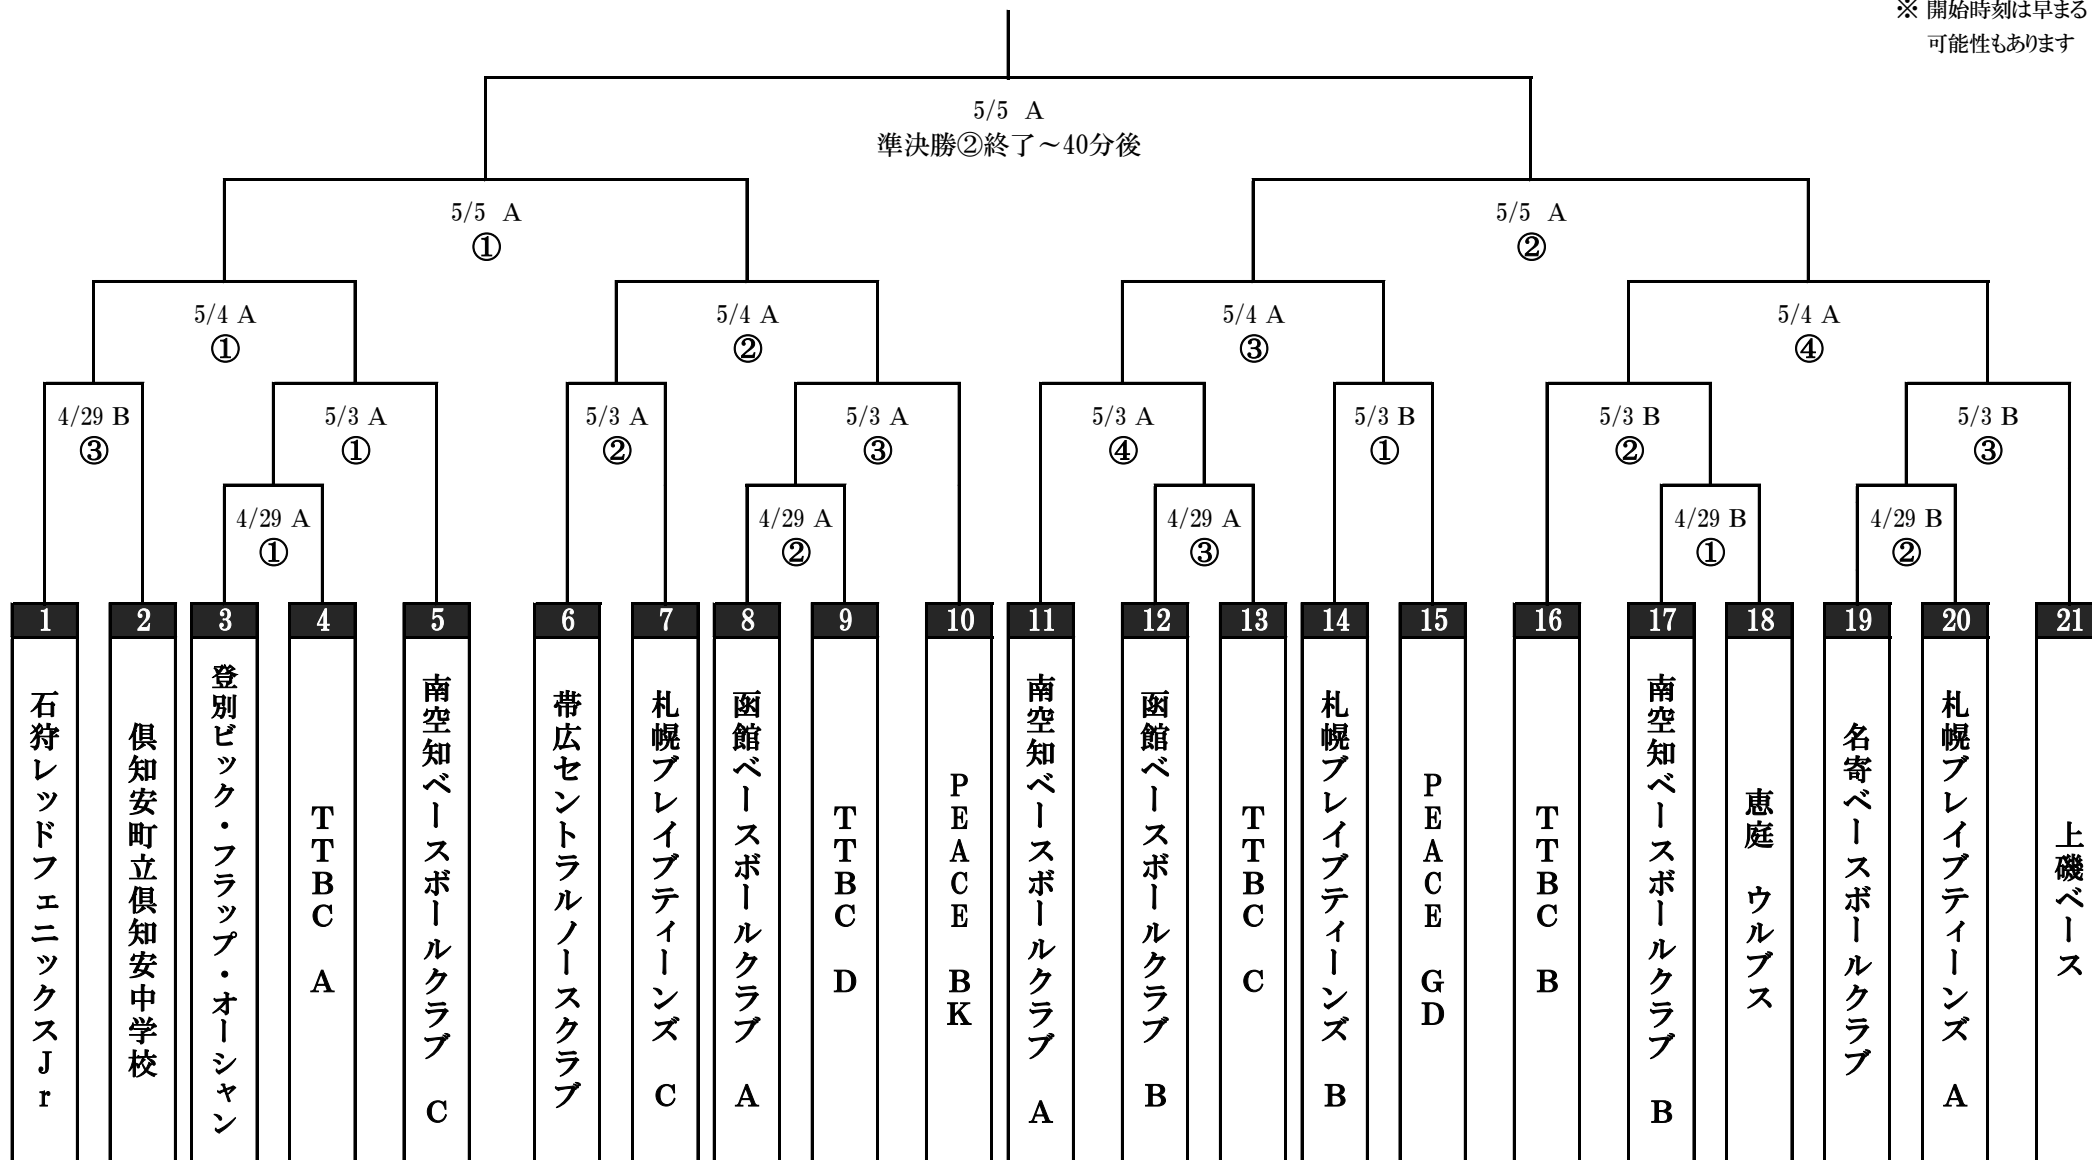 ※ 開始時刻は早まる
可能性もあります
5/5 A
準決勝②終了～40分後
5/5 A
①
5/5 A
②
5/4 A
①
5/4 A
②
5/4 A
③
5/4 A
④
4/29 B
③
5/3 A
①
5/3 A
②
5/3 A
③
5/3 A
④
5/3 B
①
5/3 B
②
5/3 B
③
4/29 A
①
4/29 A
②
4/29 A
③
4/29 B
①
4/29 B
②
1
石狩レッドフェニックスJr
2
倶知安町立倶知安中学校
3
登別ビック・フラップ・オーシャン
4
TTBC A
5
南空知ベースボールクラブ C
6
帯広セントラルノースクラブ
7
札幌ブレイブティーンズ C
8
函館ベースボールクラブ A
9
TTBC D
10
PEACE BK
11
南空知ベースボールクラブ A
12
函館ベースボールクラブ B
13
TTBC C
14
札幌ブレイブティーンズ B
15
PEACE GD
16
TTBC B
17
南空知ベースボールクラブ B
18
恵庭 ウルブス
19
名寄ベースボールクラブ
20
札幌ブレイブティーンズ A
21
上磯ベース